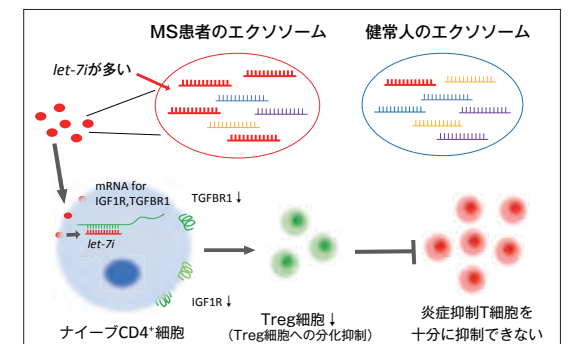 MS患者のエクソソーム
健常人のエクソソーム
let-7iが多い
mRNA for
IGF1R,TGFBR1
let-7i
TGFBR1↓
IGF1R↓
ナイーブCD4⁺細胞
Treg細胞↓
(Treg細胞への分化抑制)
炎症抑制T細胞を
十分に抑制できない